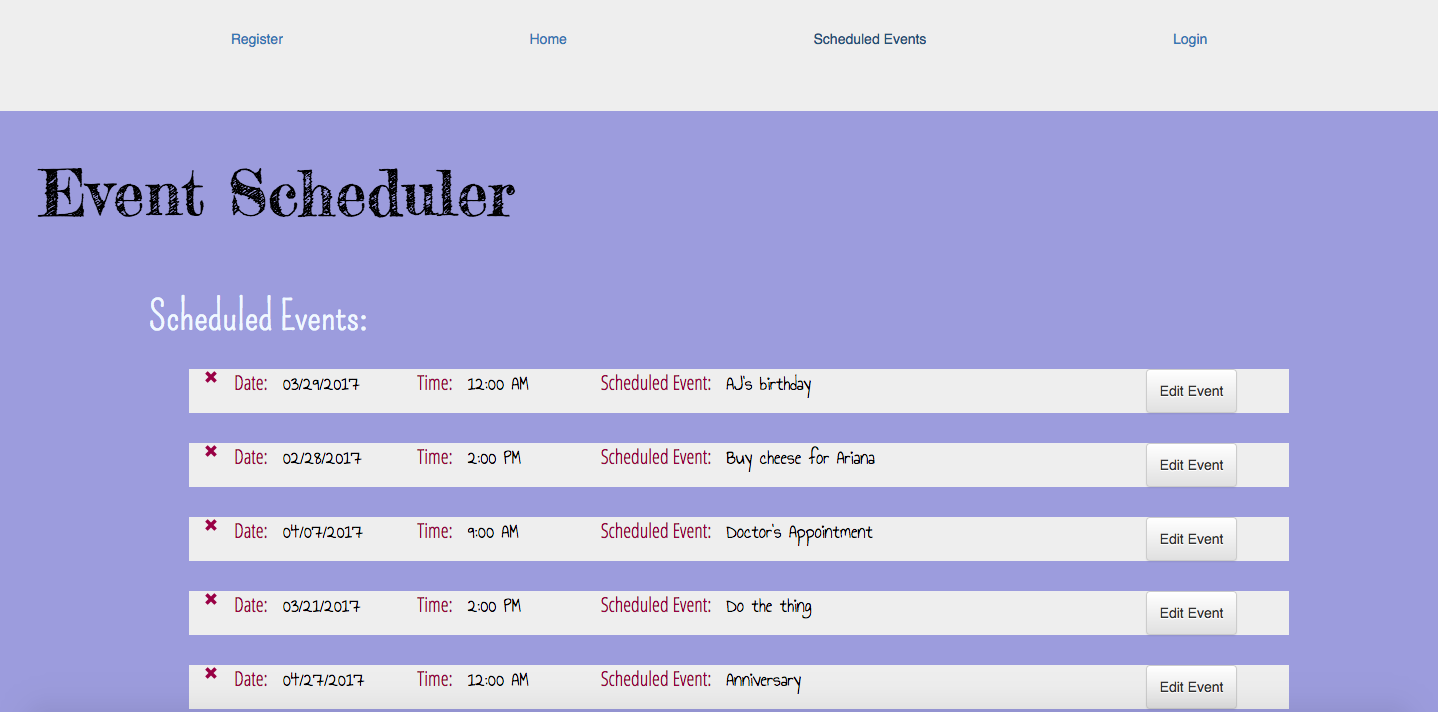 Register Home Scheduled Events Login
Event Scheduler
Scheduled Events:
✖ Date: 03/29/2017 Time: 12:00 AM Scheduled Event: AJ's birthday Edit Event
✖ Date: 02/28/2017 Time: 2:00 PM Scheduled Event: Buy cheese for Ariana Edit Event
✖ Date: 04/07/2017 Time: 9:00 AM Scheduled Event: Doctor's Appointment Edit Event
✖ Date: 03/21/2017 Time: 2:00 PM Scheduled Event: Do the thing Edit Event
✖ Date: 04/27/2017 Time: 12:00 AM Scheduled Event: Anniversary Edit Event